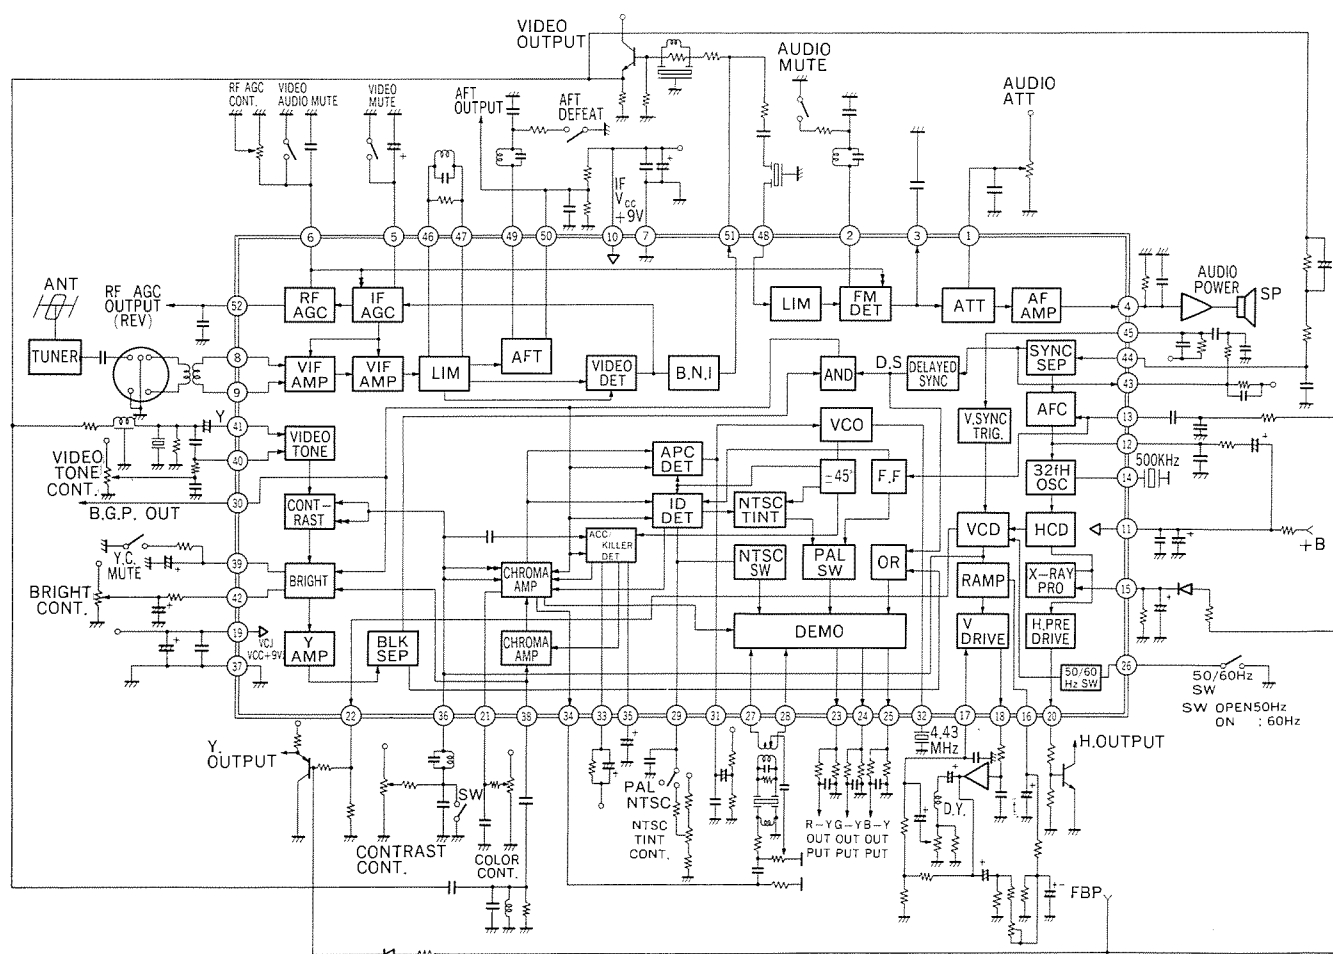 VIDEO
OUTPUT
AUDIO
MUTE
AUDIO
ATT
RF AGC
CONT.
VIDEO
AUDIO MUTE
VIDEO
MUTE
AFT
OUTPUT
AFT
DEFEAT
IF
Vcc
+9V
6
5
46
47
49
50
10
7
51
48
2
3
1
ANT
RF AGC
OUTPUT
(REV)
52
RF
AGC
IF
AGC
LIM
FM
DET
ATT
AF
AMP
4
AUDIO
POWER
SP
TUNER
8
9
VIF
AMP
VIF
AMP
LIM
AFT
VIDEO
DET
B.N.I
AND
D.S
DELAYED
SYNC
SYNC
SEP
45
44
43
Y
41
40
VIDEO
TONE
VIDEO
TONE
CONT.
VCO
V.SYNC
TRIG.
AFC
13
12
APC
DET
±45°
F.F
32fH
OSC
500KHz
14
30
B.G.P. OUT
CONT-
RAST
ID
DET
NTSC
TINT
VCD
HCD
11
+B
Y.C.
MUTE
39
BRIGHT
ACC/
KILLER
DET
CHROMA
AMP
NTSC
SW
PAL
SW
OR
RAMP
X-RAY
PRO
15
BRIGHT
CONT.
42
19
VCJ
VCC+9V
37
Y
AMP
BLK
SEP
CHROMA
AMP
DEMO
V
DRIVE
H.PRE
DRIVE
50/60
Hz SW
26
50/60Hz
SW
SW OPEN50Hz
ON : 60Hz
22
36
21
38
34
33
35
29
31
27
28
23
24
25
32
17
18
16
20
Y.
OUTPUT
4.43
MHz
H.OUTPUT
SW
PAL
NTSC
D.Y.
NTSC
TINT
CONT.
R-Y
OUT
PUT
G-Y
OUT
PUT
B-Y
OUT
PUT
CONTRAST
CONT.
COLOR
CONT.
FBP